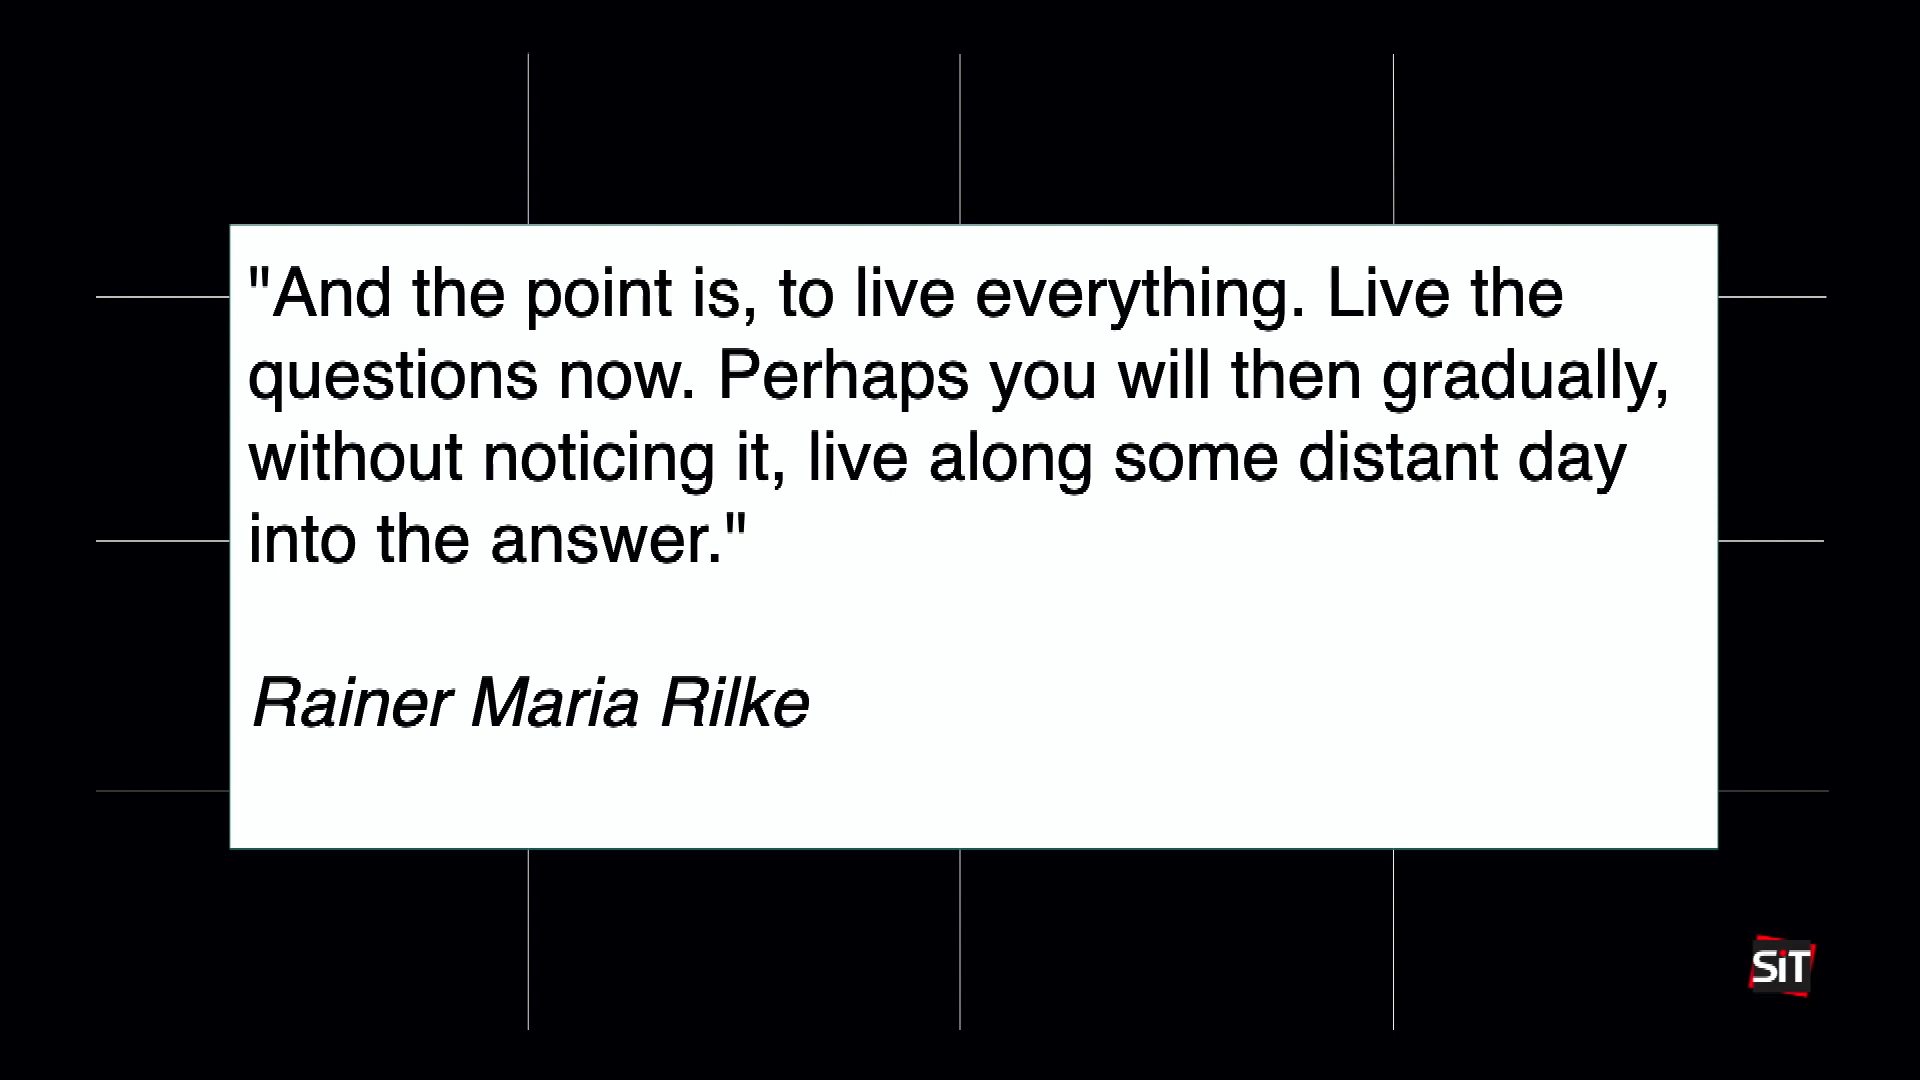 "And the point is, to live everything. Live the
questions now. Perhaps you will then gradually,
without noticing it, live along some distant day
into the answer."
Rainer Maria Rilke
SiT